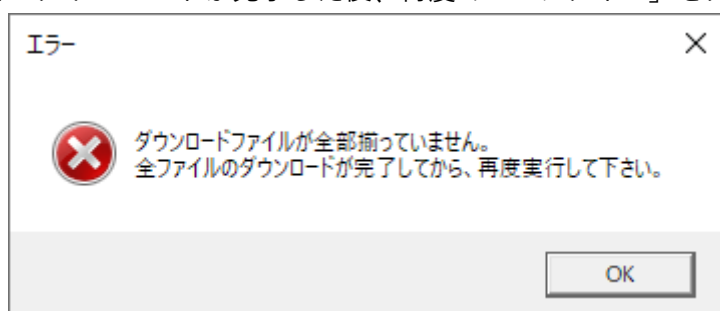 エラー
ダウンロードファイルが全部揃っていません。
全ファイルのダウンロードが完了してから、再度実行して下さい。
OK